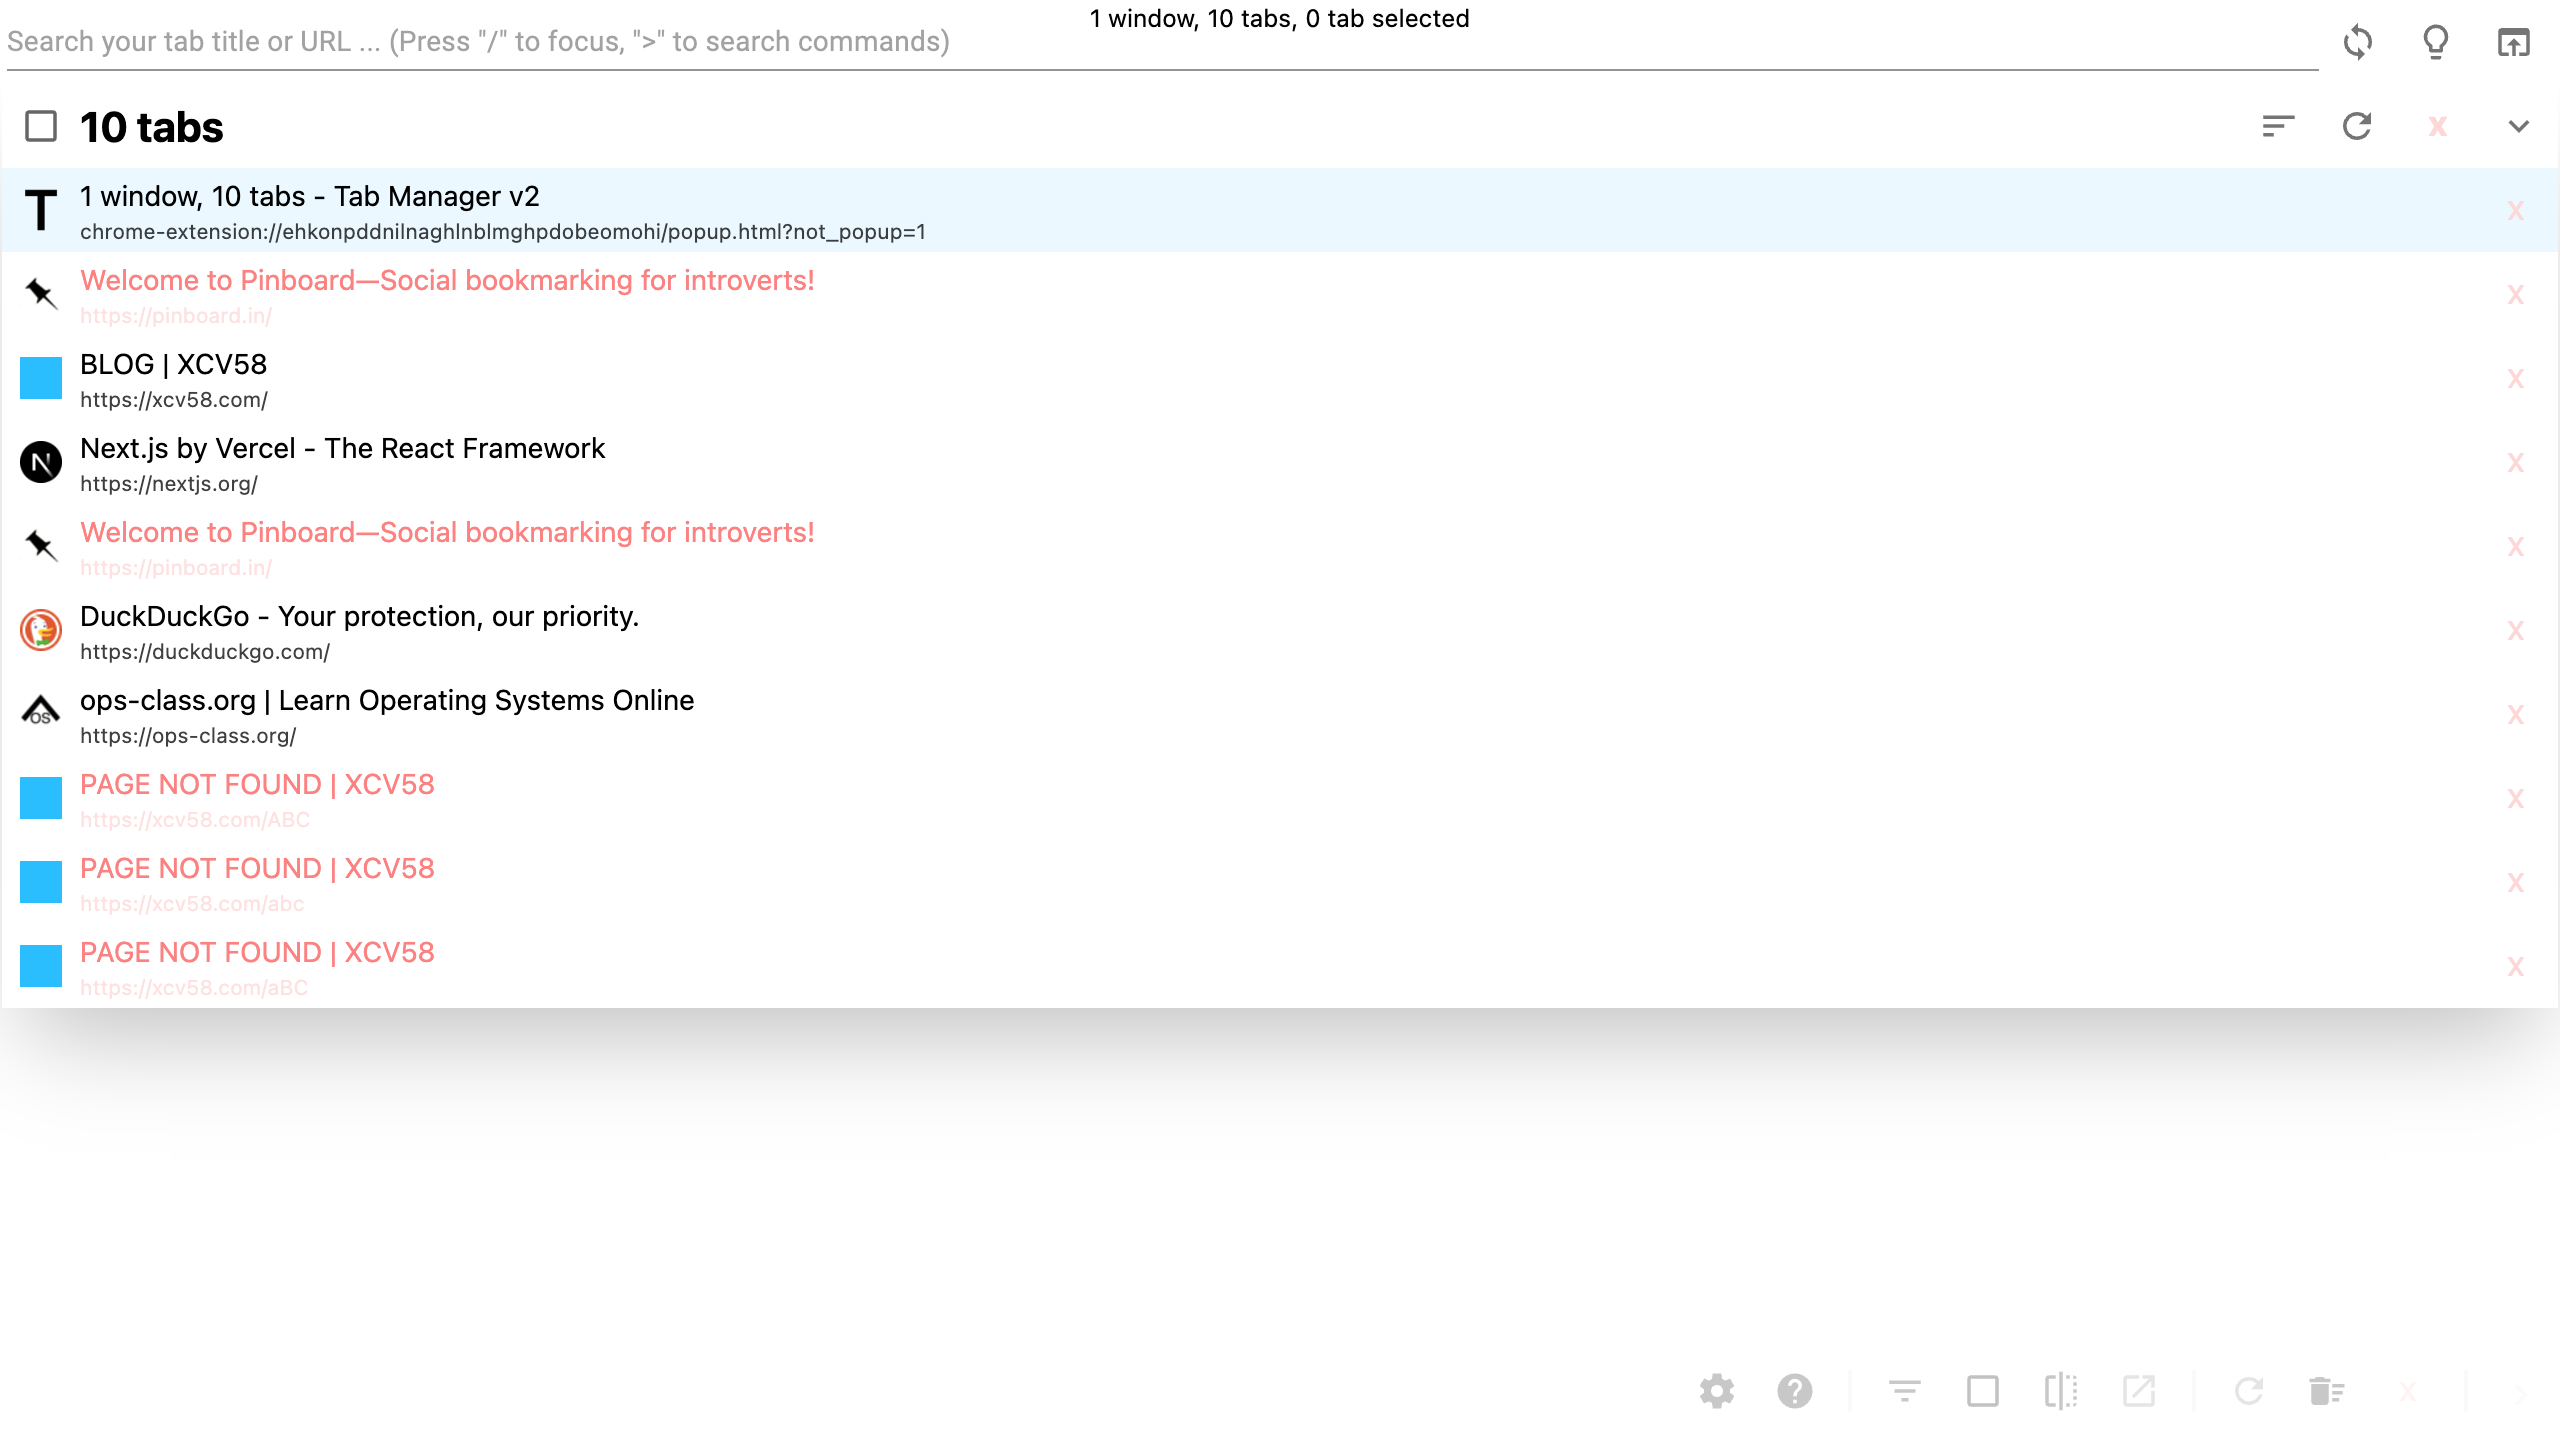 1 window, 10 tabs, 0 tab selected
Search your tab title or URL ... (Press "/" to focus, ">" to search commands)
10 tabs
x
T
1 window, 10 tabs - Tab Manager v2
chrome-extension://ehkonpddnilnaghlnblmghpdobeomohi/popup.html?not_popup=1
x
Welcome to Pinboard—Social bookmarking for introverts!
https://pinboard.in/
x
BLOG | XCV58
https://xcv58.com/
x
N
Next.js by Vercel - The React Framework
https://nextjs.org/
x
Welcome to Pinboard—Social bookmarking for introverts!
https://pinboard.in/
x
DuckDuckGo - Your protection, our priority.
https://duckduckgo.com/
x
OS
ops-class.org | Learn Operating Systems Online
https://ops-class.org/
x
PAGE NOT FOUND | XCV58
https://xcv58.com/ABC
x
PAGE NOT FOUND | XCV58
https://xcv58.com/abc
x
PAGE NOT FOUND | XCV58
https://xcv58.com/aBC
x
?
x